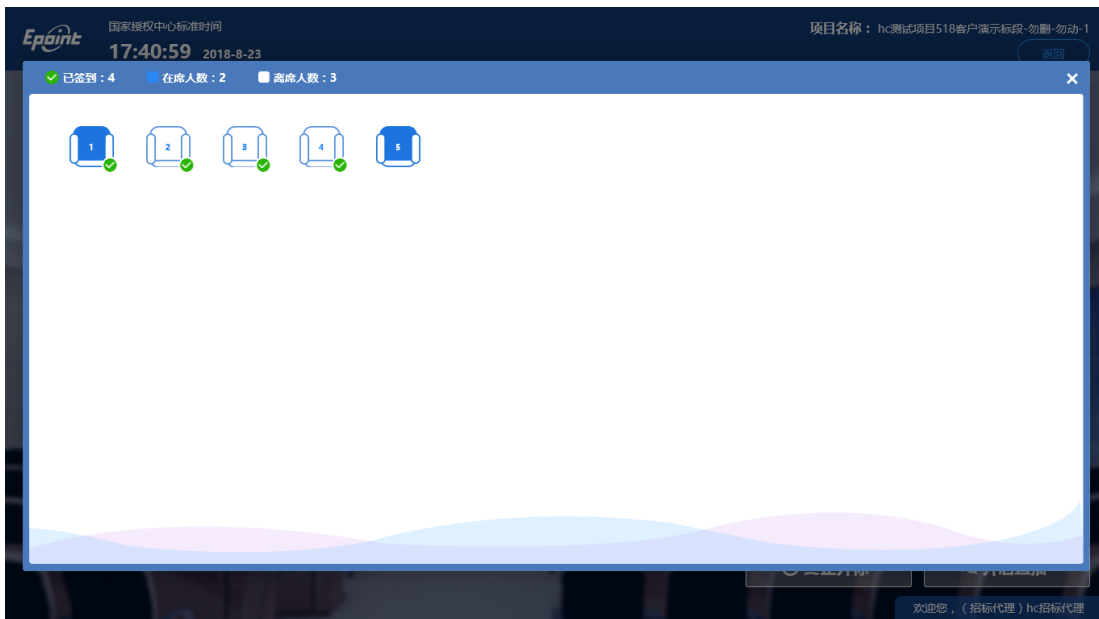 Epoint
国家授权中心标准时间
17:40:59 2018-8-23
项目名称：hc测试项目518客户演示标段-勿删-勿动-1
返回
已签到：4 在席人数：2 离席人数：3
1 2 3 4 5
欢迎您，（招标代理）hc招标代理